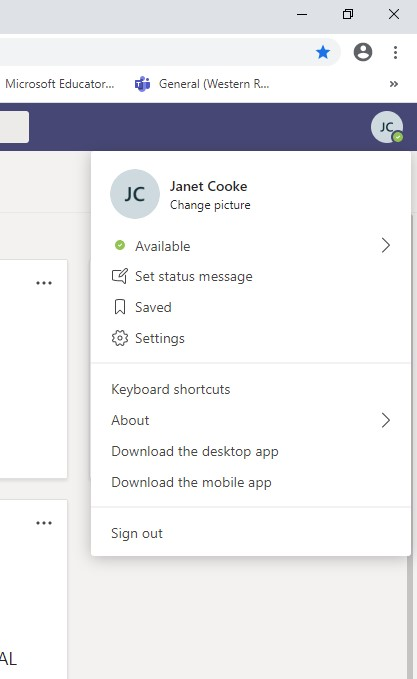 Microsoft Educator... General (Western R... »
JC
JC
Janet Cooke
Change picture
Available
Set status message
Saved
Settings
Keyboard shortcuts
About
Download the desktop app
Download the mobile app
Sign out
AL